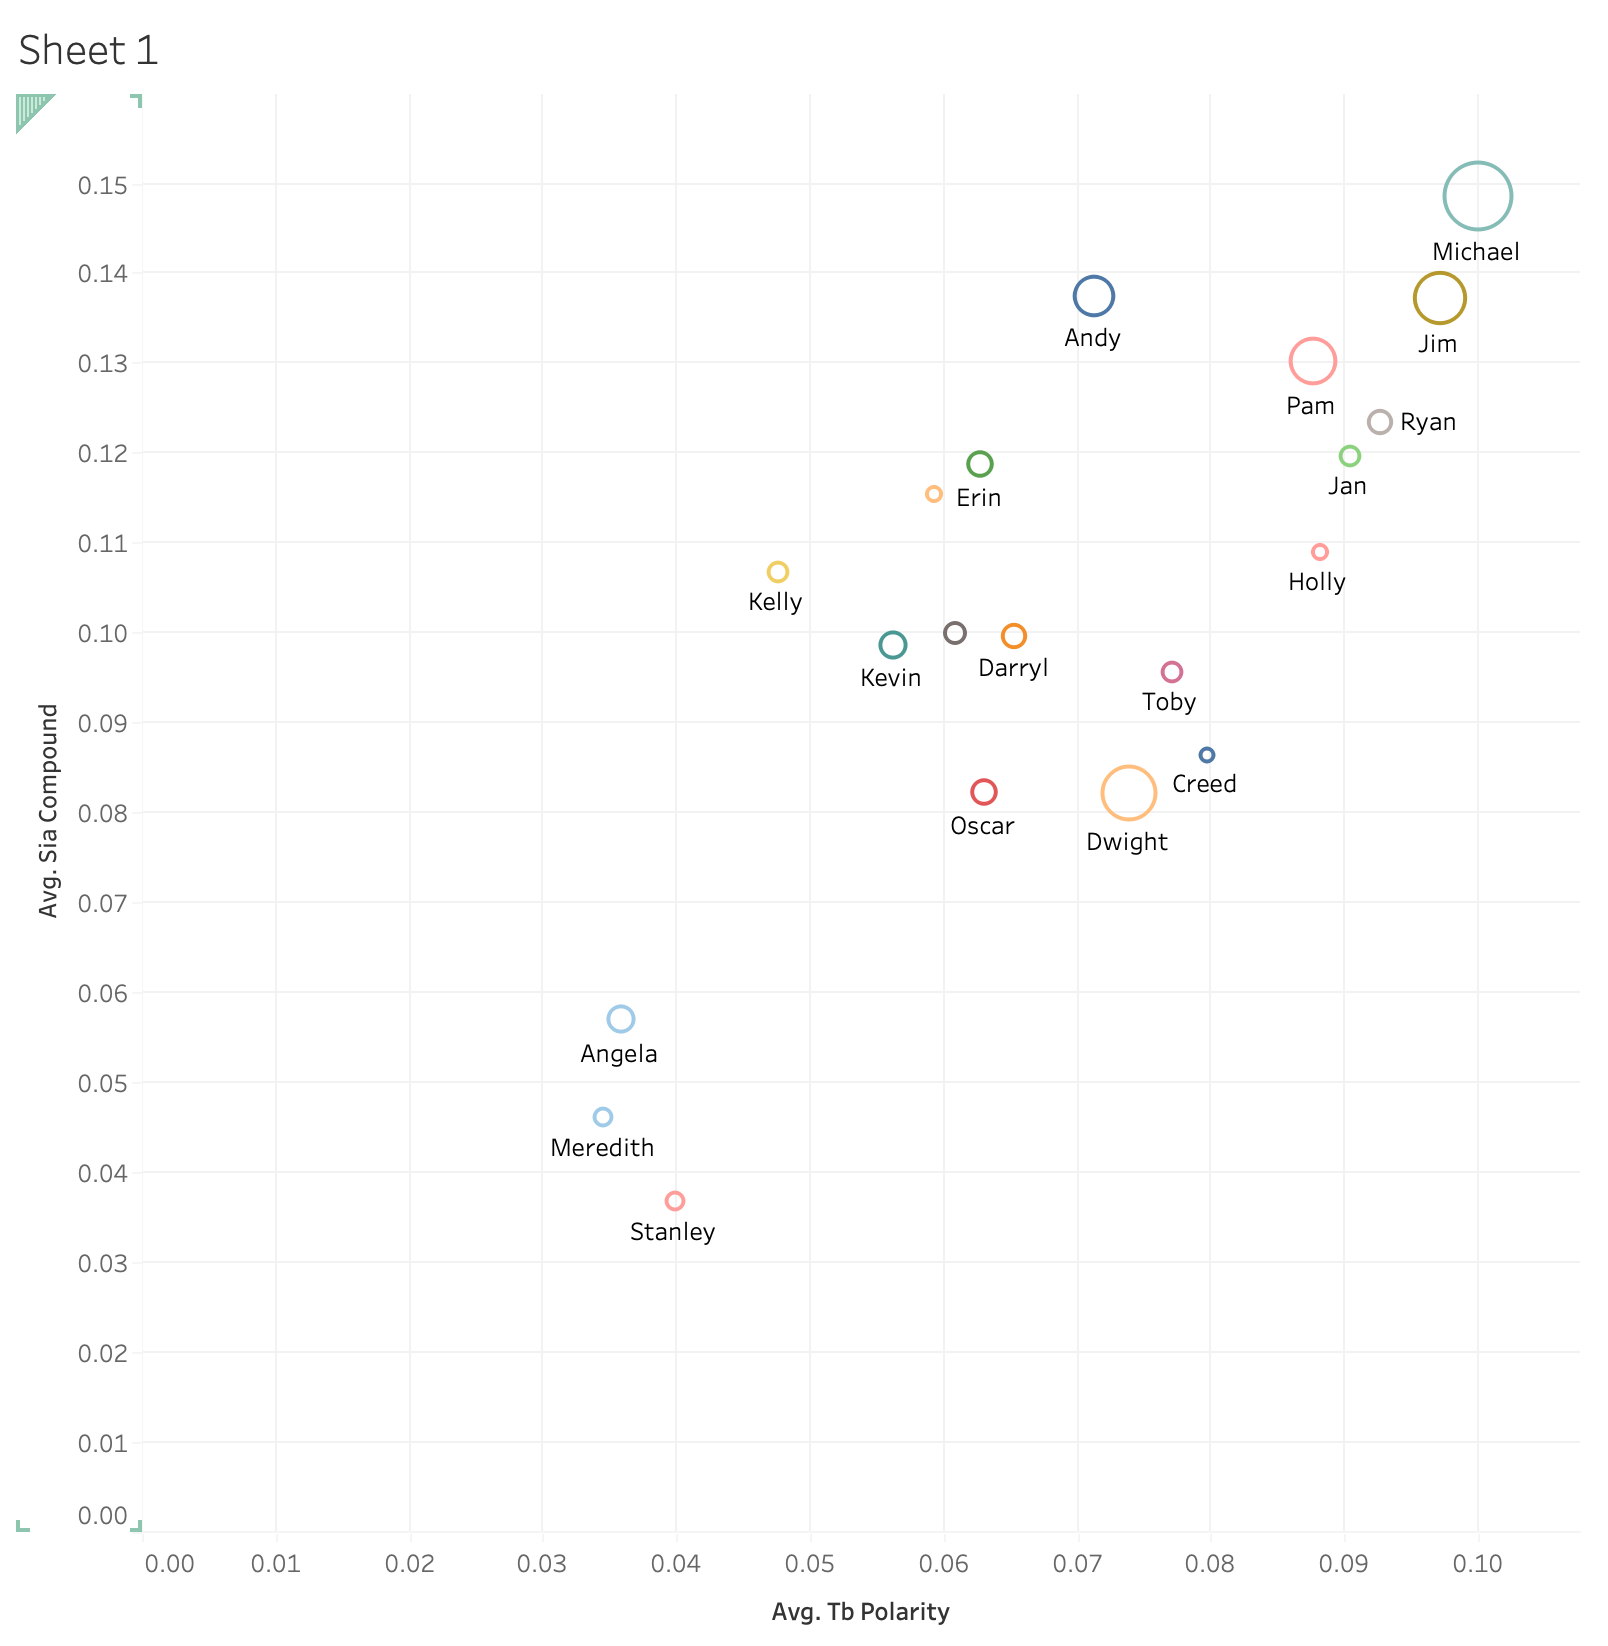 Sheet 1
0.15
Michael
0.14
Andy
Jim
0.13
Pam
Ryan
0.12
Jan
Erin
0.11
Holly
Kelly
0.10
Darryl
Kevin
Toby
0.09
Creed
0.08
Oscar
Dwight
0.07
Avg. Sia Compound
0.06
Angela
0.05
Meredith
0.04
Stanley
0.03
0.02
0.01
0.00
0.00 0.01 0.02 0.03 0.04 0.05 0.06 0.07 0.08 0.09 0.10
Avg. Tb Polarity